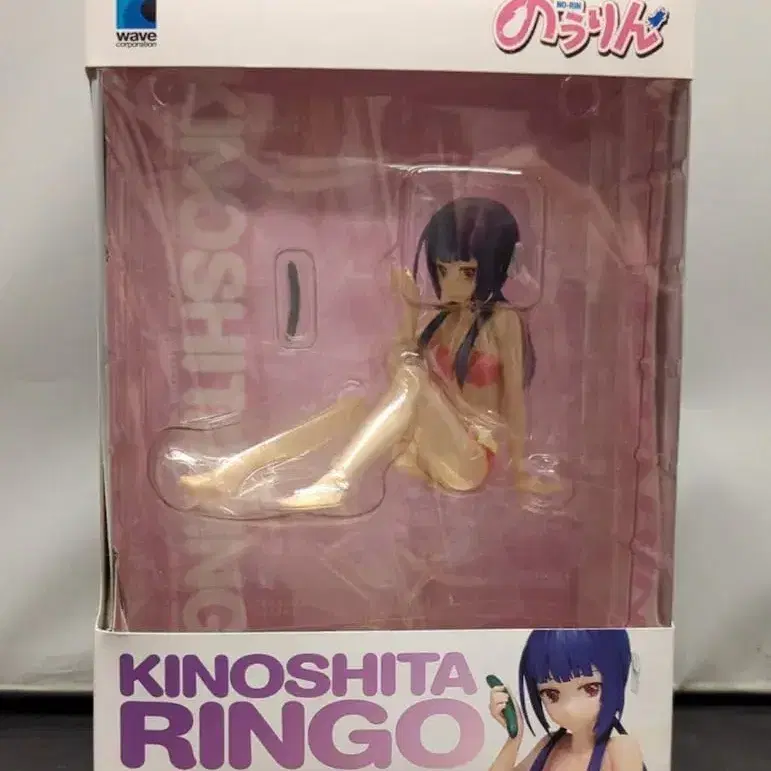 wave
corporation
NO-RIN
のうりん
KINOSHITA
KINOSHITA
RINGO